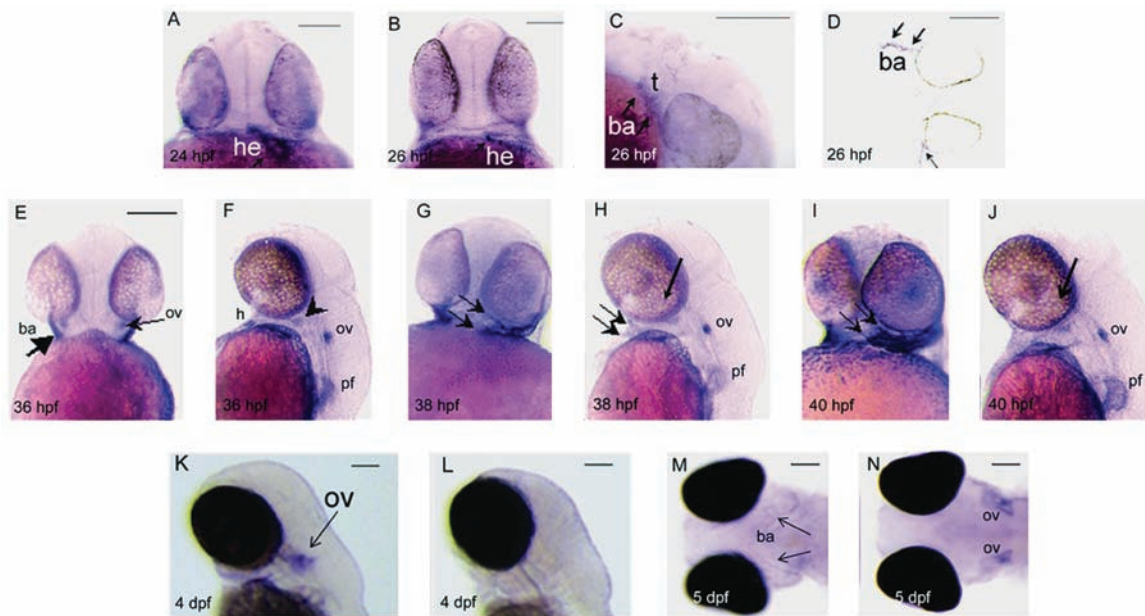 A
he
24 hpf
B
he
26 hpf
C
t
ba
26 hpf
D
ba
26 hpf
E
ov
ba
36 hpf
F
h
ov
pf
36 hpf
G
38 hpf
H
ov
pf
38 hpf
I
40 hpf
J
ov
pf
40 hpf
K
ov
4 dpf
L
4 dpf
M
ba
5 dpf
N
ov
ov
5 dpf